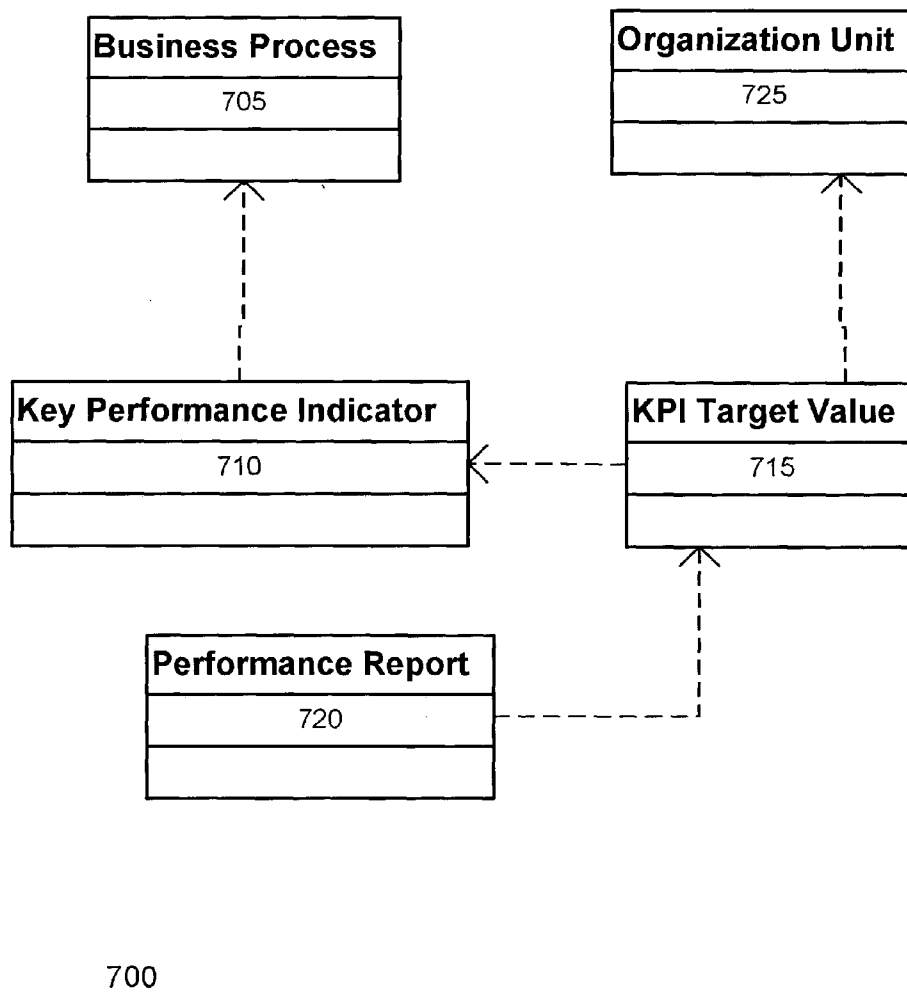 Business Process
705
Organization Unit
725
Key Performance Indicator
710
KPI Target Value
715
Performance Report
720
700